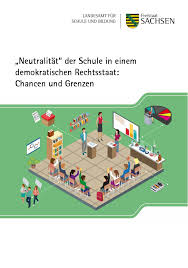 LANDESAMT FÜR
SCHULE UND BILDUNG
Freistaat
SACHSEN
„Neutralität“ der Schule in einem
demokratischen Rechtsstaat:
Chancen und Grenzen